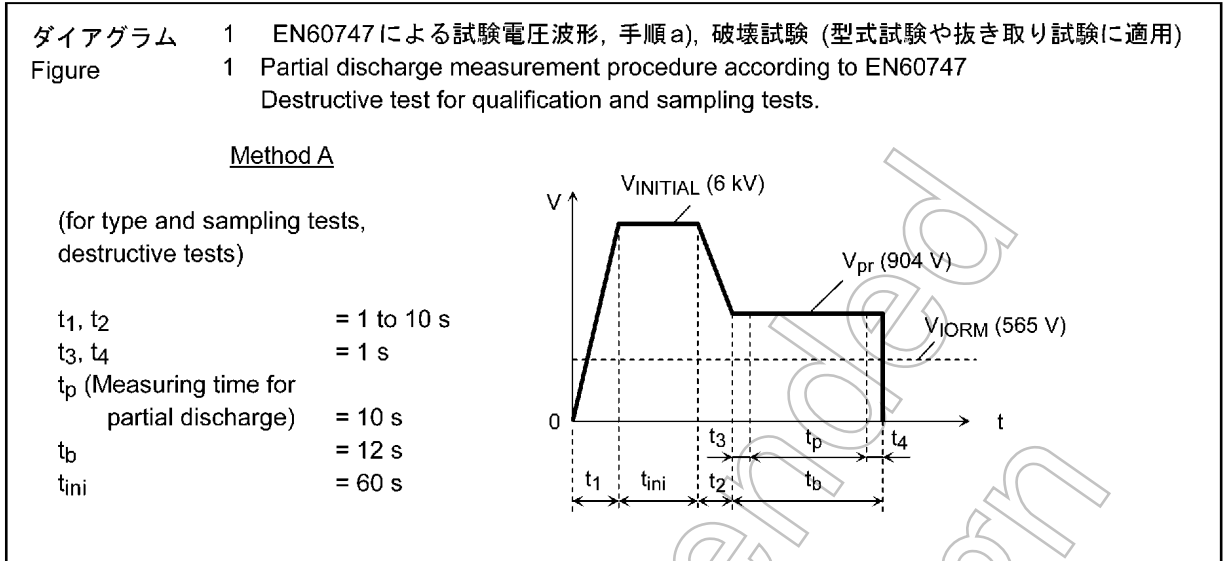 ダイアグラム 1 EN60747による試験電圧波形, 手順a), 破壊試験 (型式試験や抜き取り試験に適用)
Figure 1 Partial discharge measurement procedure according to EN60747
Destructive test for qualification and sampling tests.
Method A
(for type and sampling tests,
destructive tests)
t1, t2 = 1 to 10 s
t3, t4 = 1 s
tp (Measuring time for
partial discharge) = 10 s
tb = 12 s
tini = 60 s
VINITIAL (6 kV)
V
Vpr (904 V)
VIORM (565 V)
0
t
t3 tp t4
t1 tini t2 tb